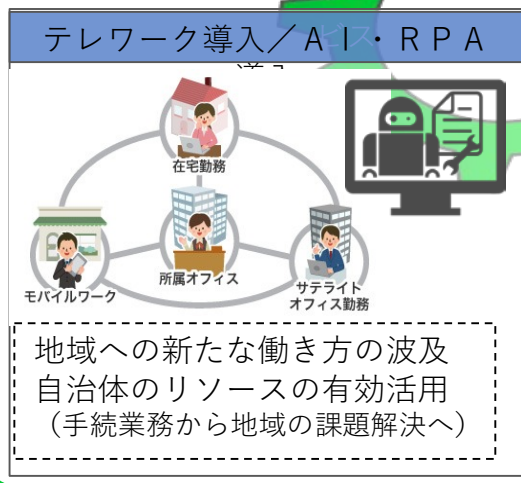 テレワーク導入／ＡＩ・ＲＰＡ
導入
在宅勤務
所属オフィス
モバイルワーク
サテライト
オフィス勤務
地域への新たな働き方の波及
自治体のリソースの有効活用
（手続業務から地域の課題解決へ）